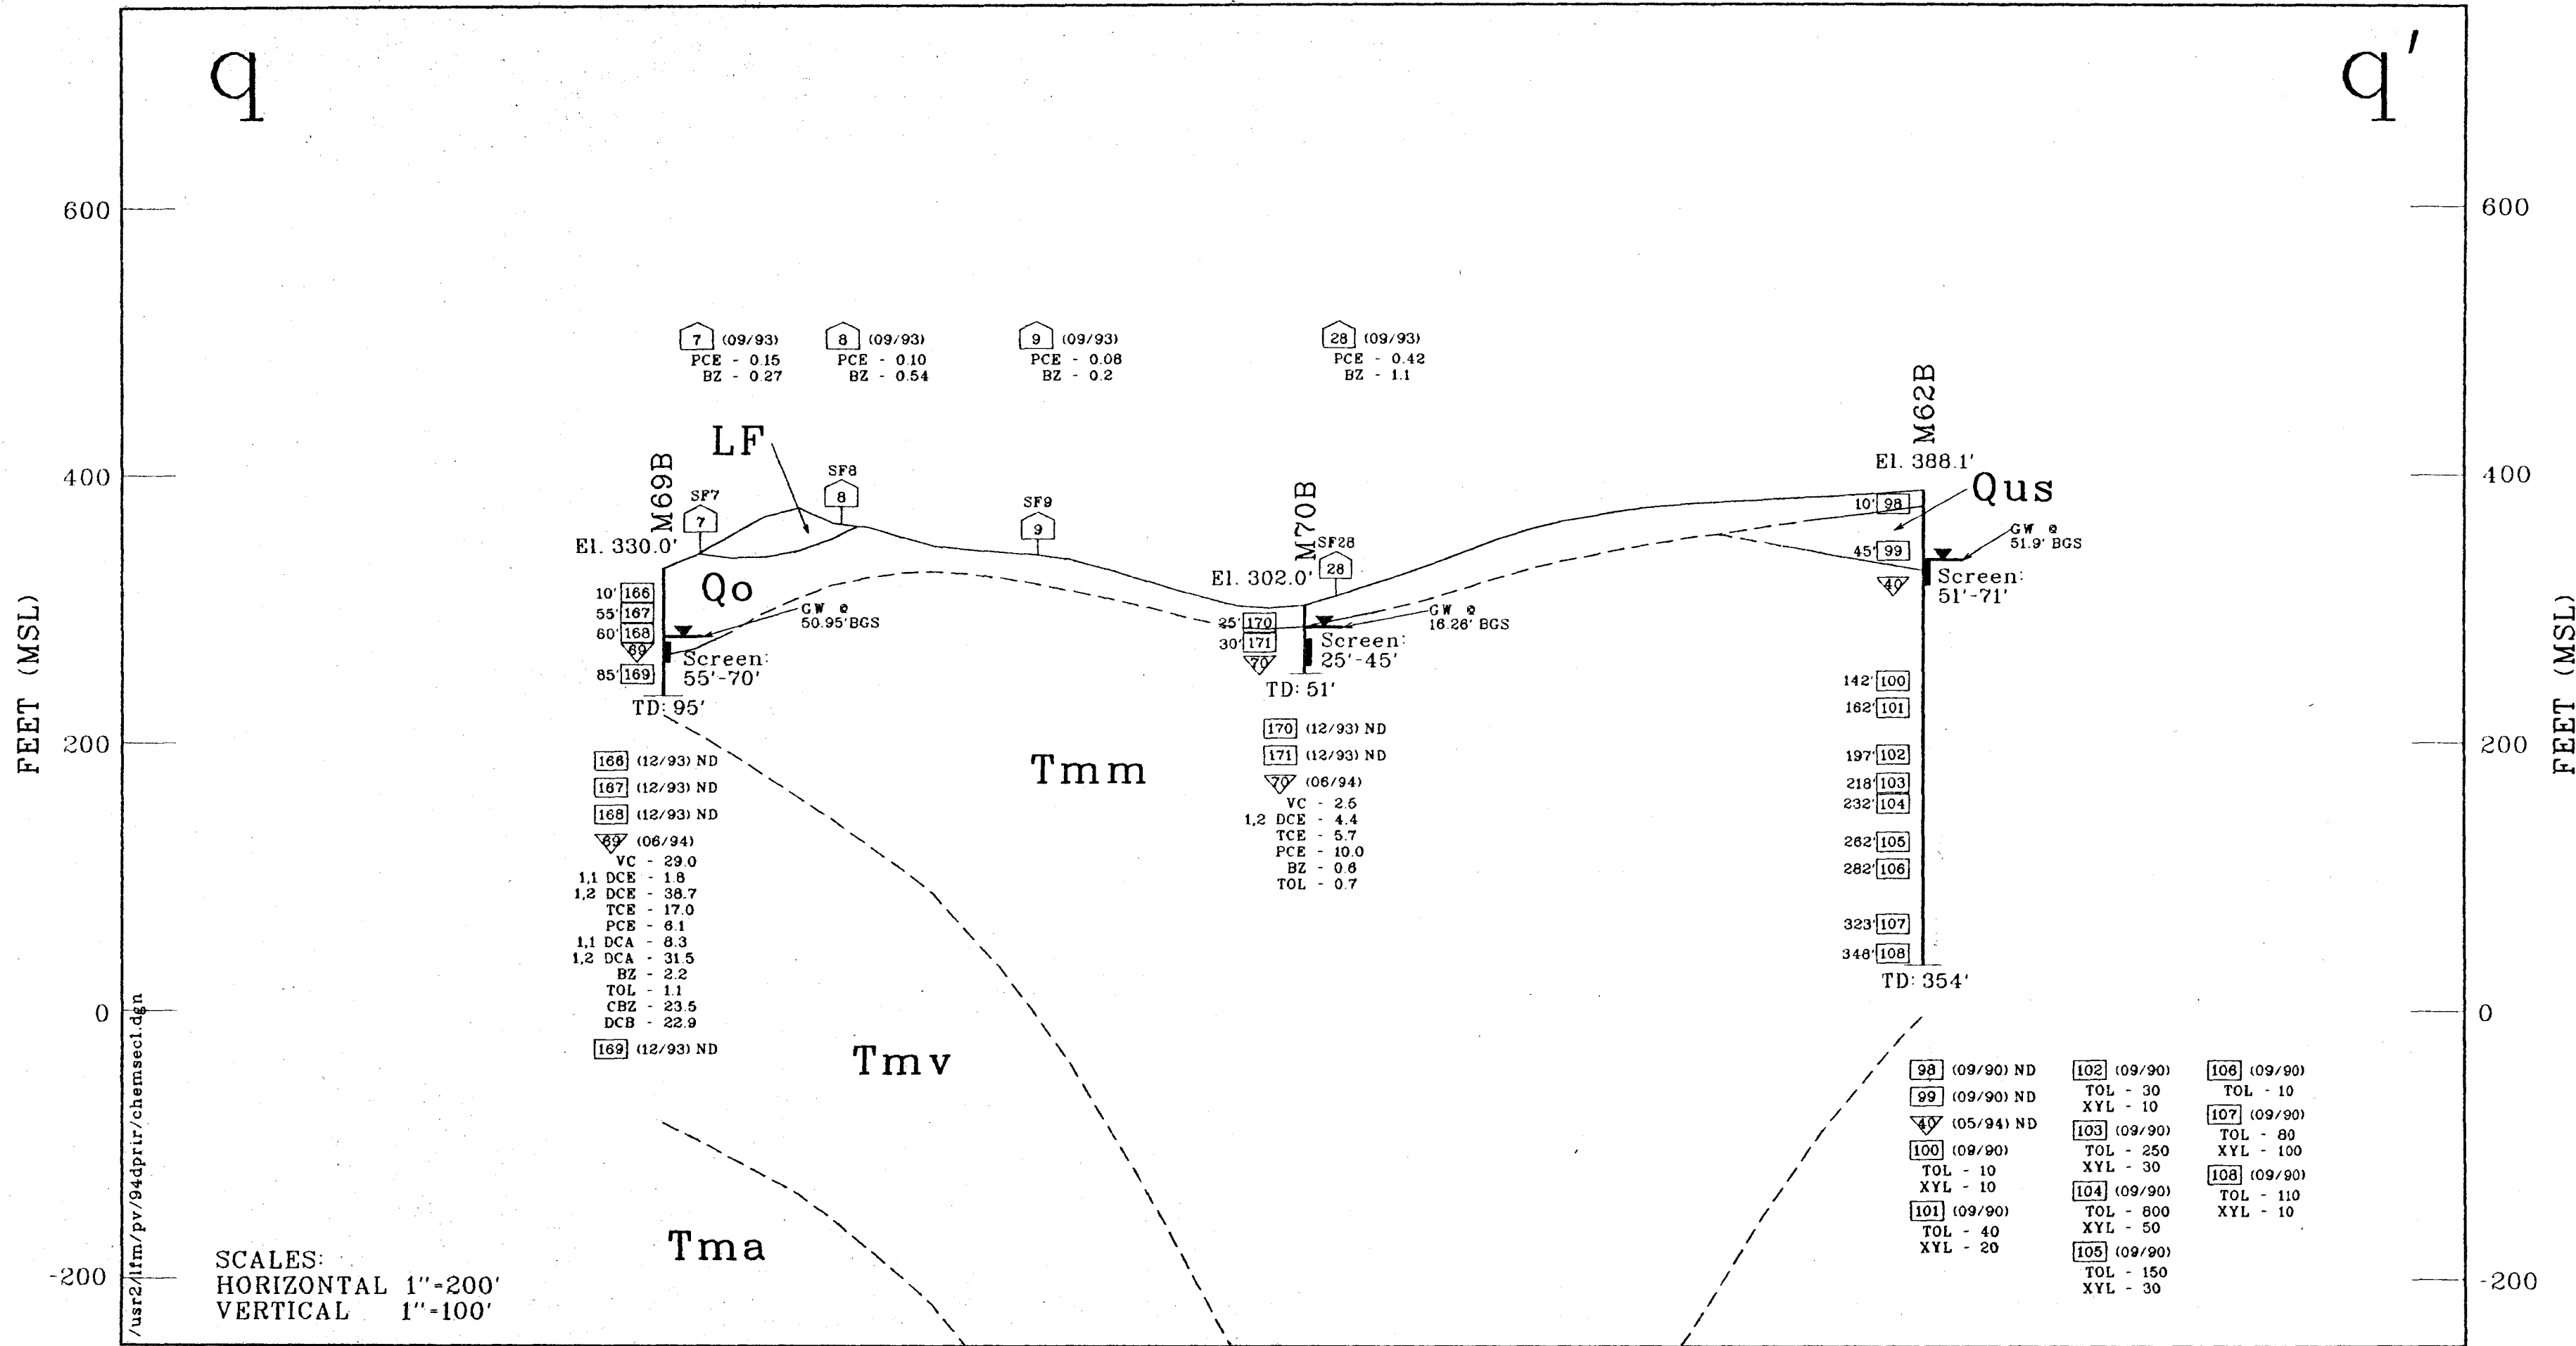 q
q'
600
600
400
400
200
200
0
0
-200
-200
FEET (MSL)
FEET (MSL)
7 (09/93)
PCE - 0.15
BZ - 0.27
8 (09/93)
PCE - 0.10
BZ - 0.54
9 (09/93)
PCE - 0.08
BZ - 0.2
28 (09/93)
PCE - 0.42
BZ - 1.1
LF
M69B
El. 330.0'
SF7
7
SF8
8
SF9
9
Qo
10' 166
55' 167
60' 168
69
85' 169
GW @
50.95' BGS
Screen:
55'-70'
TD: 95'
166 (12/93) ND
167 (12/93) ND
168 (12/93) ND
69 (06/94)
VC - 29.0
1,1 DCE - 1.8
1,2 DCE - 38.7
TCE - 17.0
PCE - 6.1
1,1 DCA - 8.3
1,2 DCA - 31.5
BZ - 2.2
TOL - 1.1
CBZ - 23.5
DCB - 22.9
169 (12/93) ND
M70B
El. 302.0'
SF28
28
25' 170
30' 171
70
GW @
16.26' BGS
Screen:
25'-45'
TD: 51'
170 (12/93) ND
171 (12/93) ND
70 (06/94)
VC - 2.5
1,2 DCE - 4.4
TCE - 5.7
PCE - 10.0
BZ - 0.6
TOL - 0.7
Tmm
Tmv
Tma
M62B
El. 388.1'
Qus
10' 98
45' 99
40
GW @
51.9' BGS
Screen:
51'-71'
142' 100
162' 101
197' 102
218' 103
232' 104
262' 105
282' 106
323' 107
348' 108
TD: 354'
98 (09/90) ND
99 (09/90) ND
40 (05/94) ND
100 (09/90)
TOL - 10
XYL - 10
101 (09/90)
TOL - 40
XYL - 20
102 (09/90)
TOL - 30
XYL - 10
103 (09/90)
TOL - 250
XYL - 30
104 (09/90)
TOL - 800
XYL - 50
105 (09/90)
TOL - 150
XYL - 30
106 (09/90)
TOL - 10
107 (09/90)
TOL - 80
XYL - 100
108 (09/90)
TOL - 110
XYL - 10
SCALES:
HORIZONTAL 1"=200'
VERTICAL 1"=100'
/usr2/lfm/pv/94dprir/chemsec1.dgn